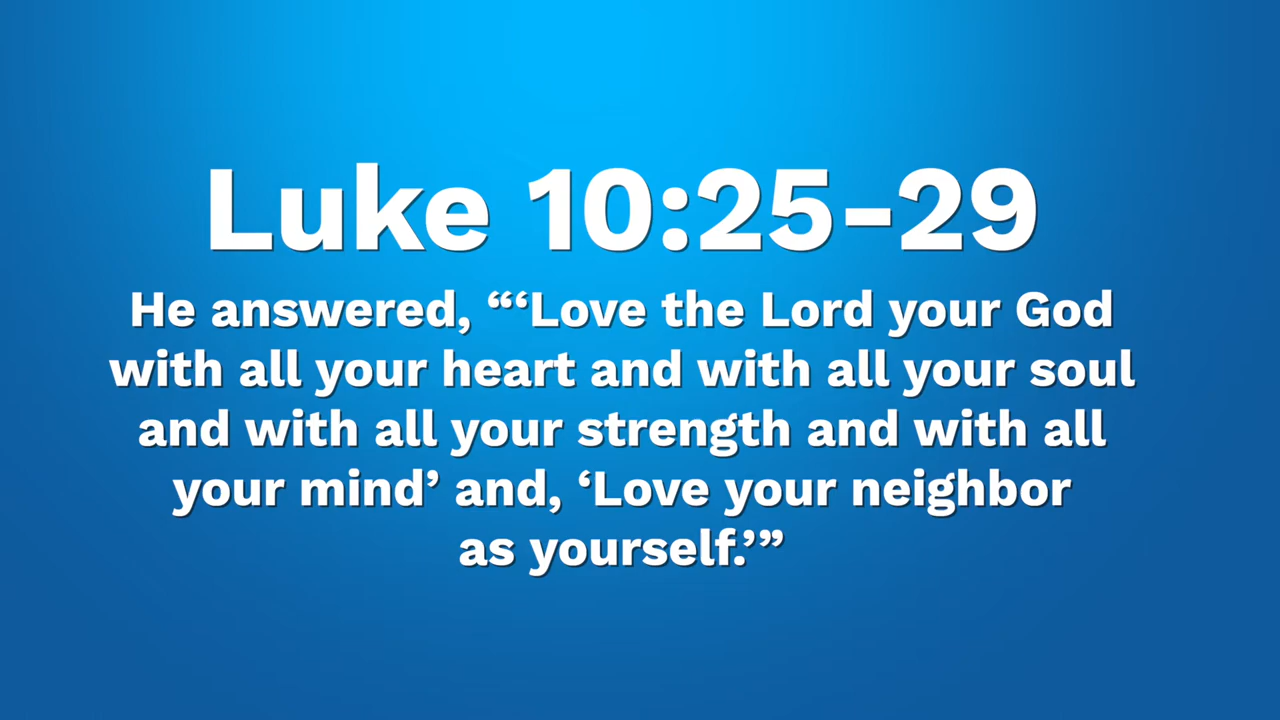 Luke 10:25-29
He answered, “‘Love the Lord your God
with all your heart and with all your soul
and with all your strength and with all
your mind’ and, ‘Love your neighbor
as yourself.’”